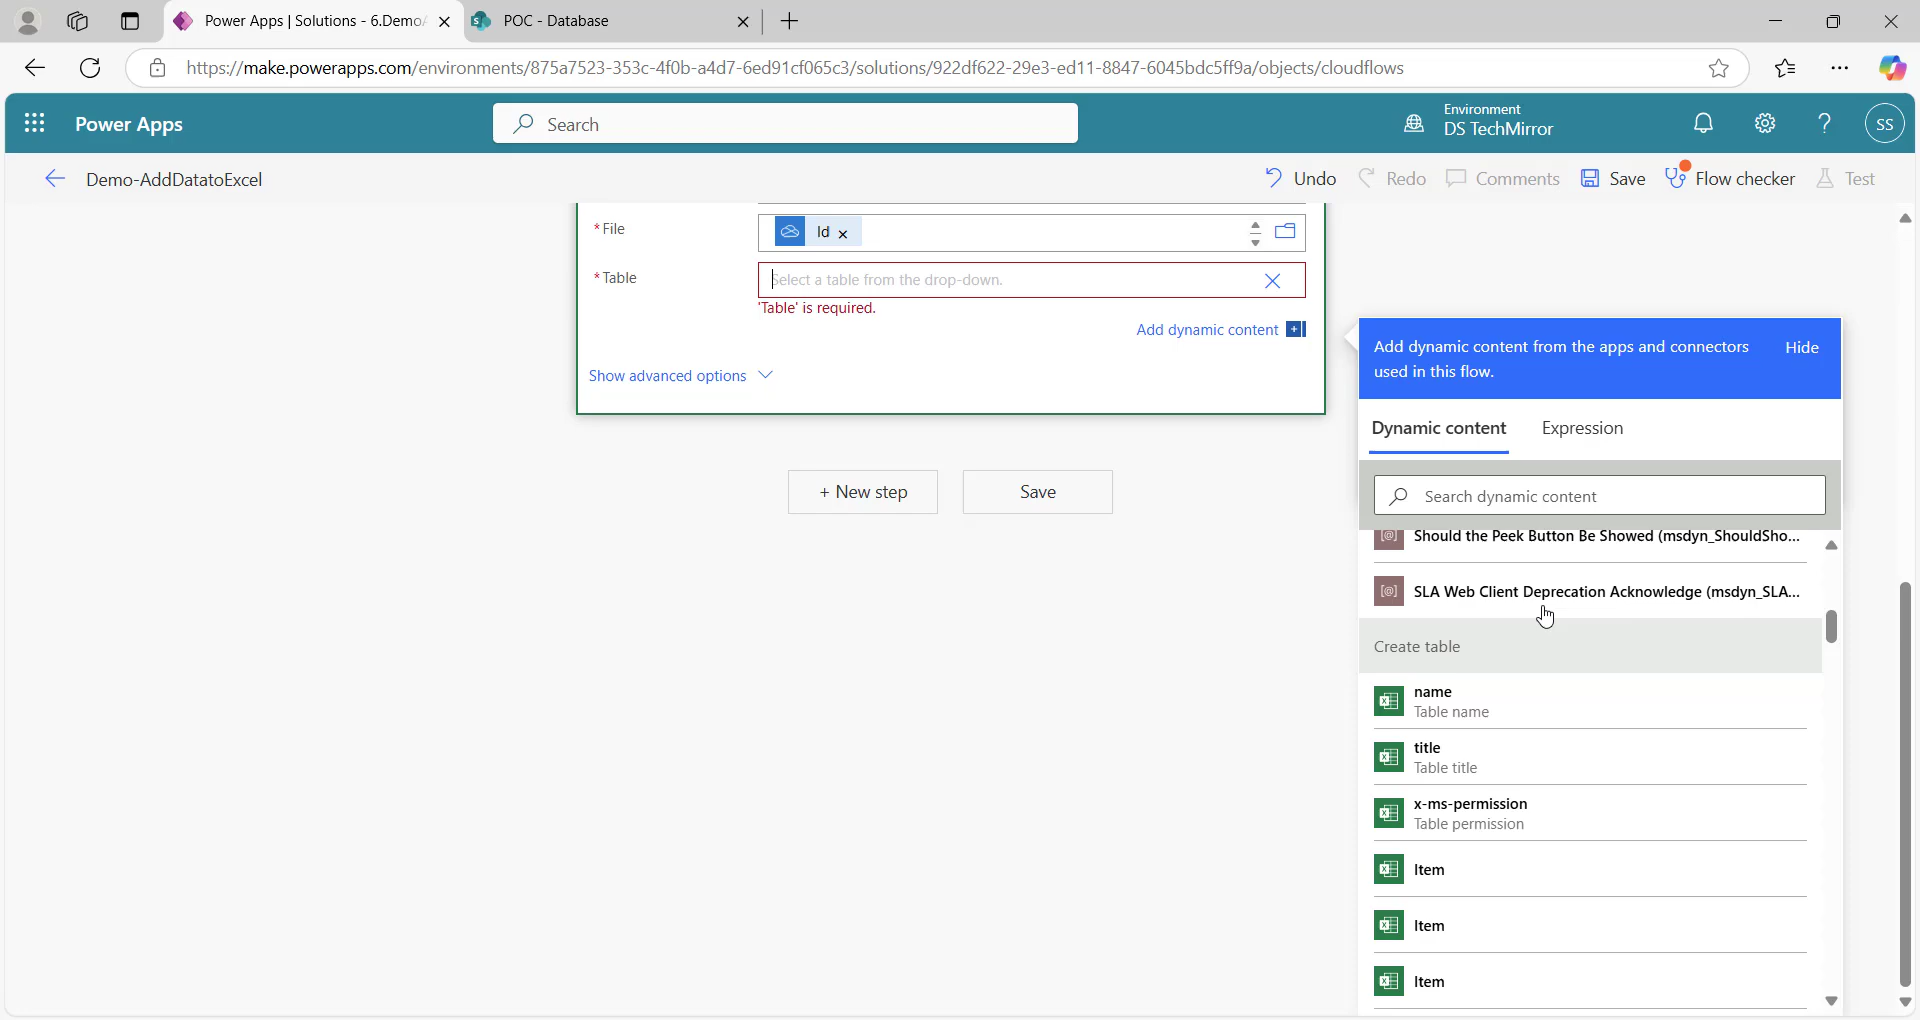 Power Apps | Solutions - 6.Demo
POC - Database
https://make.powerapps.com/environments/875a7523-353c-4f0b-a4d7-6ed91cf065c3/solutions/922df622-29e3-ed11-8847-6045bdc5ff9a/objects/cloudflows
Power Apps
Search
Environment
DS TechMirror
SS
Demo-AddDatatoExcel
Undo
Redo
Comments
Save
Flow checker
Test
* File
Id
* Table
Select a table from the drop-down.
'Table' is required.
Add dynamic content
Show advanced options
+ New step
Save
Add dynamic content from the apps and connectors
used in this flow.
Hide
Dynamic content
Expression
Search dynamic content
Should the Peek Button Be Showed (msdyn_ShouldSho...
SLA Web Client Deprecation Acknowledge (msdyn_SLA...
Create table
name
Table name
title
Table title
x-ms-permission
Table permission
Item
Item
Item